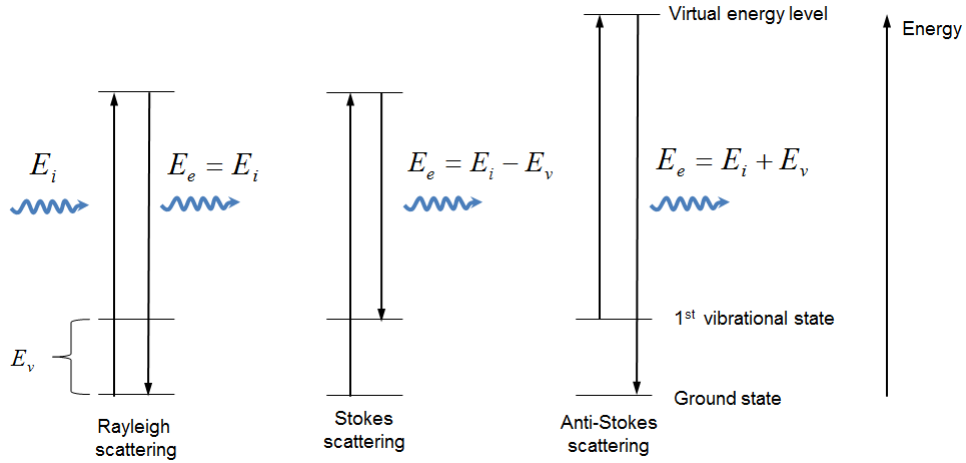 Virtual energy level
Energy
E_i
E_e = E_i
E_e = E_i − E_v
E_e = E_i + E_v
1st vibrational state
E_v
Ground state
Rayleigh
scattering
Stokes
scattering
Anti-Stokes
scattering